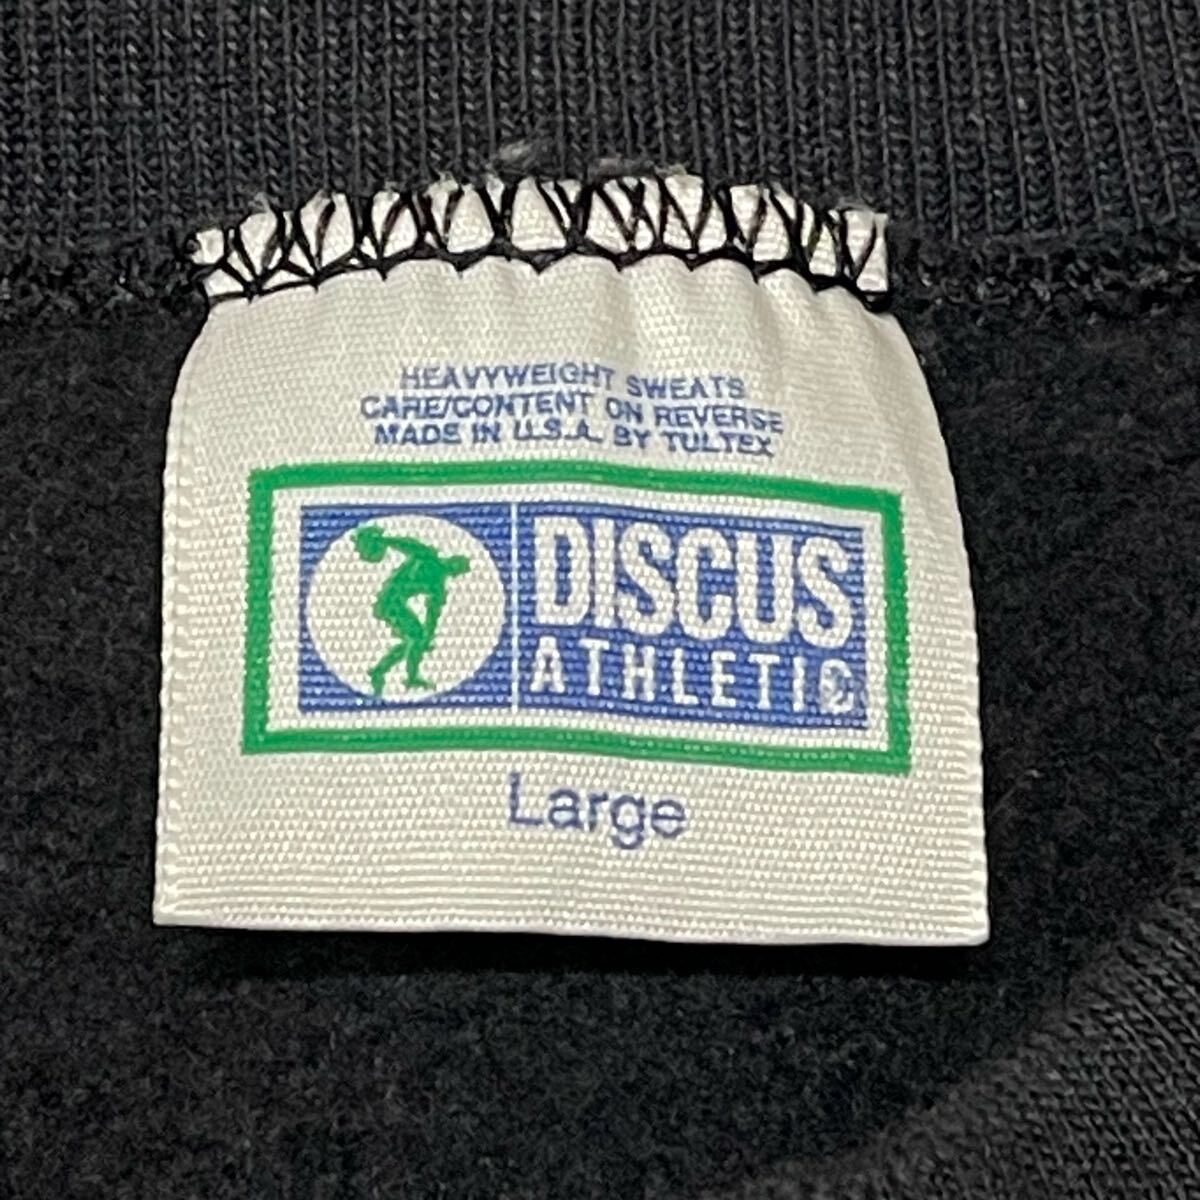 HEAVYWEIGHT SWEATS
CARE/CONTENT ON REVERSE
MADE IN U.S.A. BY TULTEX
DISCUS
ATHLETIC
Large